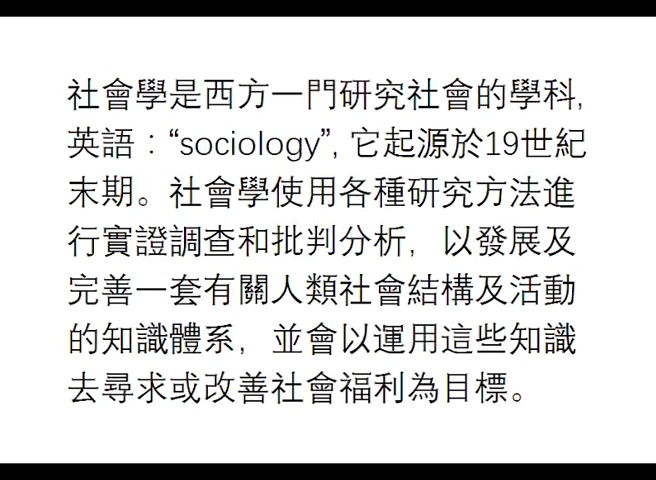 社會學是西方一門研究社會的學科,
英語：“sociology”, 它起源於19世紀
末期。社會學使用各種研究方法進
行實證調查和批判分析，以發展及
完善一套有關人類社會結構及活動
的知識體系，並會以運用這些知識
去尋求或改善社會福利為目標。